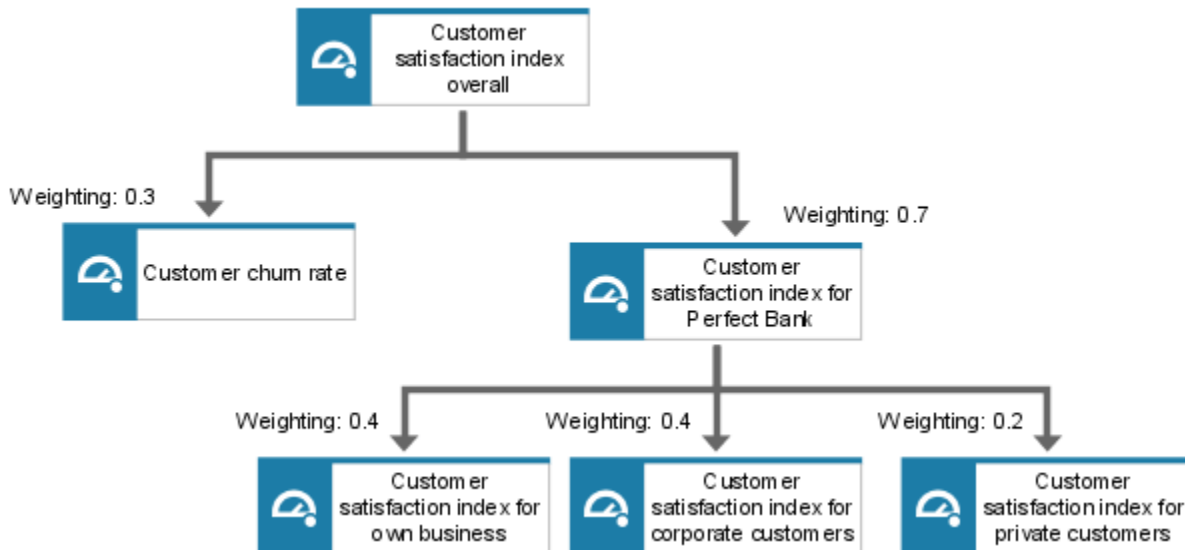 Customer
satisfaction index
overall
Weighting: 0.3
Weighting: 0.7
Customer churn rate
Customer
satisfaction index for
Perfect Bank
Weighting: 0.4
Weighting: 0.4
Weighting: 0.2
Customer
satisfaction index for
own business
Customer
satisfaction index for
corporate customers
Customer
satisfaction index for
private customers